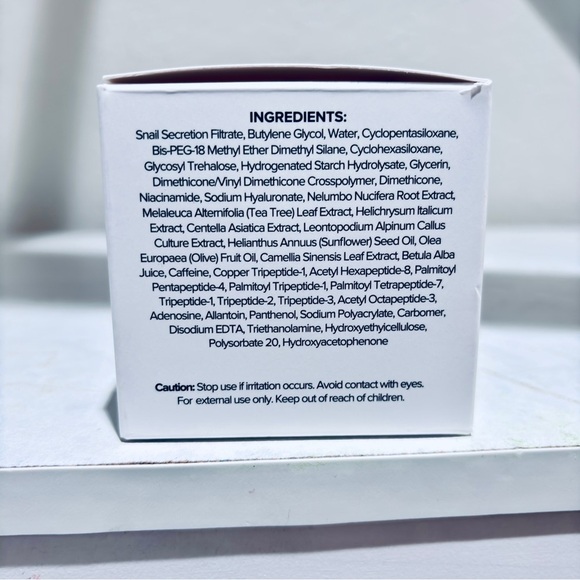 INGREDIENTS:
Snail Secretion Filtrate, Butylene Glycol, Water, Cyclopentasiloxane,
Bis-PEG-18 Methyl Ether Dimethyl Silane, Cyclohexasiloxane,
Glycosyl Trehalose, Hydrogenated Starch Hydrolysate, Glycerin,
Dimethicone/Vinyl Dimethicone Crosspolymer, Dimethicone,
Niacinamide, Sodium Hyaluronate, Nelumbo Nucifera Root Extract,
Melaleuca Alternifolia (Tea Tree) Leaf Extract, Helichrysum Italicum
Extract, Centella Asiatica Extract, Leontopodium Alpinum Callus
Culture Extract, Helianthus Annuus (Sunflower) Seed Oil, Olea
Europaea (Olive) Fruit Oil, Camellia Sinensis Leaf Extract, Betula Alba
Juice, Caffeine, Copper Tripeptide-1, Acetyl Hexapeptide-8, Palmitoyl
Pentapeptide-4, Palmitoyl Tripeptide-1, Palmitoyl Tetrapeptide-7,
Tripeptide-1, Tripeptide-2, Tripeptide-3, Acetyl Octapeptide-3,
Adenosine, Allantoin, Panthenol, Sodium Polyacrylate, Carbomer,
Disodium EDTA, Triethanolamine, Hydroxyethylcellulose,
Polysorbate 20, Hydroxyacetophenone
Caution: Stop use if irritation occurs. Avoid contact with eyes.
For external use only. Keep out of reach of children.